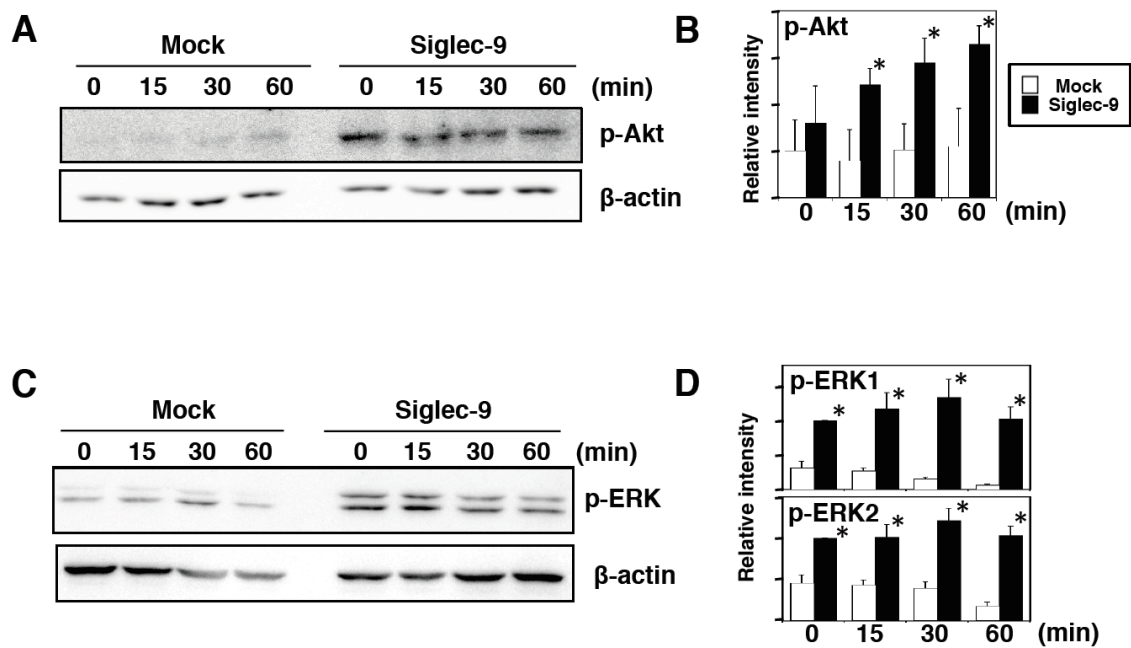 A
Mock Siglec-9
0 15 30 60 0 15 30 60 (min)
p-Akt
β-actin
B
p-Akt
Relative intensity
* * *
0 15 30 60 (min)
Mock
Siglec-9
C
Mock Siglec-9
0 15 30 60 0 15 30 60 (min)
p-ERK
β-actin
D
p-ERK1
* * * *
Relative intensity
p-ERK2
* * * *
0 15 30 60 (min)